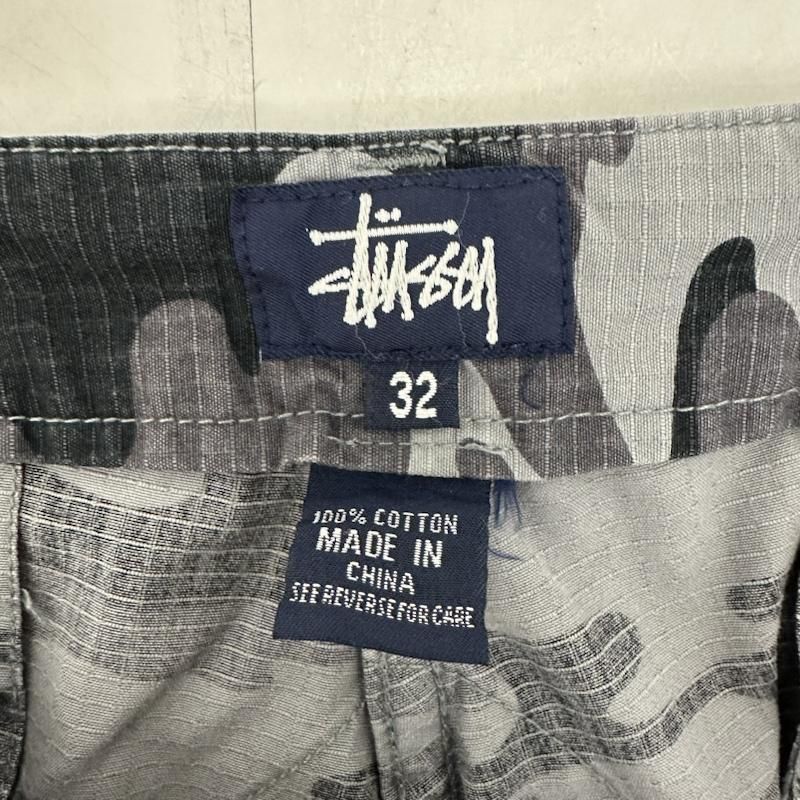 Stüssy
32
100% COTTON
MADE IN
CHINA
SEE REVERSE FOR CARE